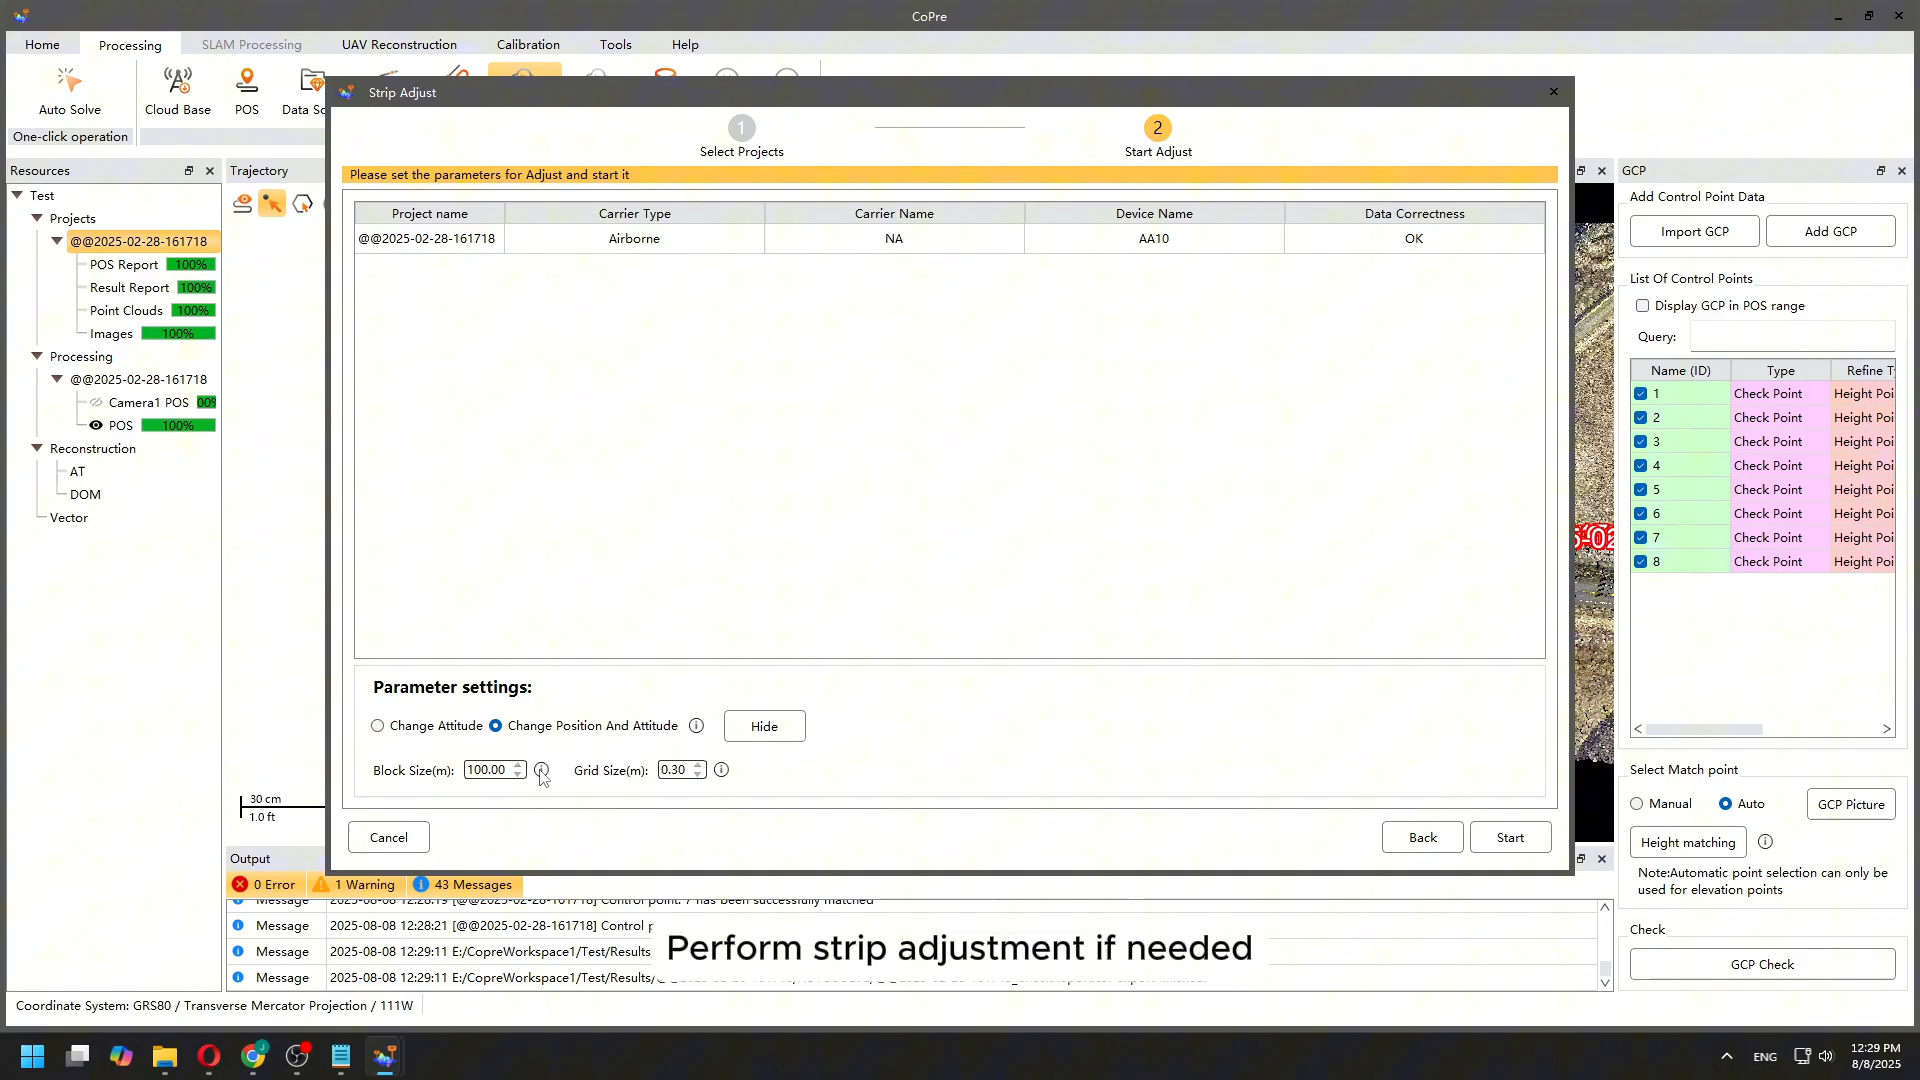 CoPre
Home
Processing
SLAM Processing
UAV Reconstruction
Calibration
Tools
Help
Auto Solve
Cloud Base
POS
One-click operation
Strip Adjust
1
2
Select Projects
Start Adjust
Please set the parameters for Adjust and start it
Project name Carrier Type Carrier Name Device Name Data Correctness
@@2025-02-28-161718 Airborne NA AA10 OK
Parameter settings:
Change Attitude Change Position And Attitude Hide
Block Size(m): 100.00 Grid Size(m): 0.30
Cancel
Back
Start
Resources
Test
Projects
@@2025-02-28-161718
POS Report 100%
Result Report 100%
Point Clouds 100%
Images 100%
Processing
@@2025-02-28-161718
Camera1 POS 00%
POS 100%
Reconstruction
AT
DOM
Vector
Trajectory
30 cm
1.0 ft
GCP
Add Control Point Data
Import GCP
Add GCP
List Of Control Points
Display GCP in POS range
Query:
Name (ID) Type Refine Ty
1 Check Point Height Poi
2 Check Point Height Poi
3 Check Point Height Poi
4 Check Point Height Poi
5 Check Point Height Poi
6 Check Point Height Poi
7 Check Point Height Poi
8 Check Point Height Poi
Select Match point
Manual Auto GCP Picture
Height matching
Note:Automatic point selection can only be
used for elevation points
Check
GCP Check
Output
0 Error 1 Warning 43 Messages
Message 2025-08-08 12:28:19 [@@2025-02-28-161718] Control point: 7 has been successfully matched
Message 2025-08-08 12:28:21 [@@2025-02-28-161718] Control p
Message 2025-08-08 12:29:11 E:/CopreWorkspace1/Test/Results
Message 2025-08-08 12:29:11 E:/CopreWorkspace1/Test/Results/
Perform strip adjustment if needed
Coordinate System: GRS80 / Transverse Mercator Projection / 111W
ENG
12:29 PM
8/8/2025